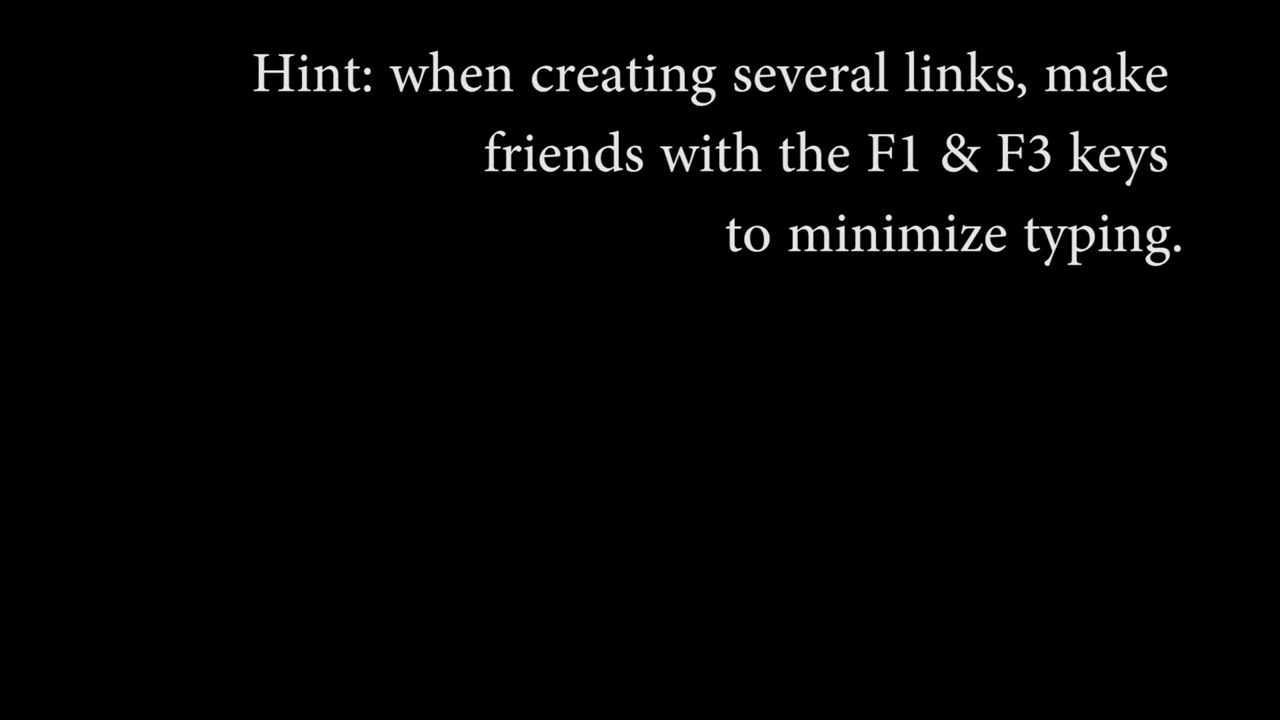 Hint: when creating several links, make
friends with the F1 & F3 keys
to minimize typing.